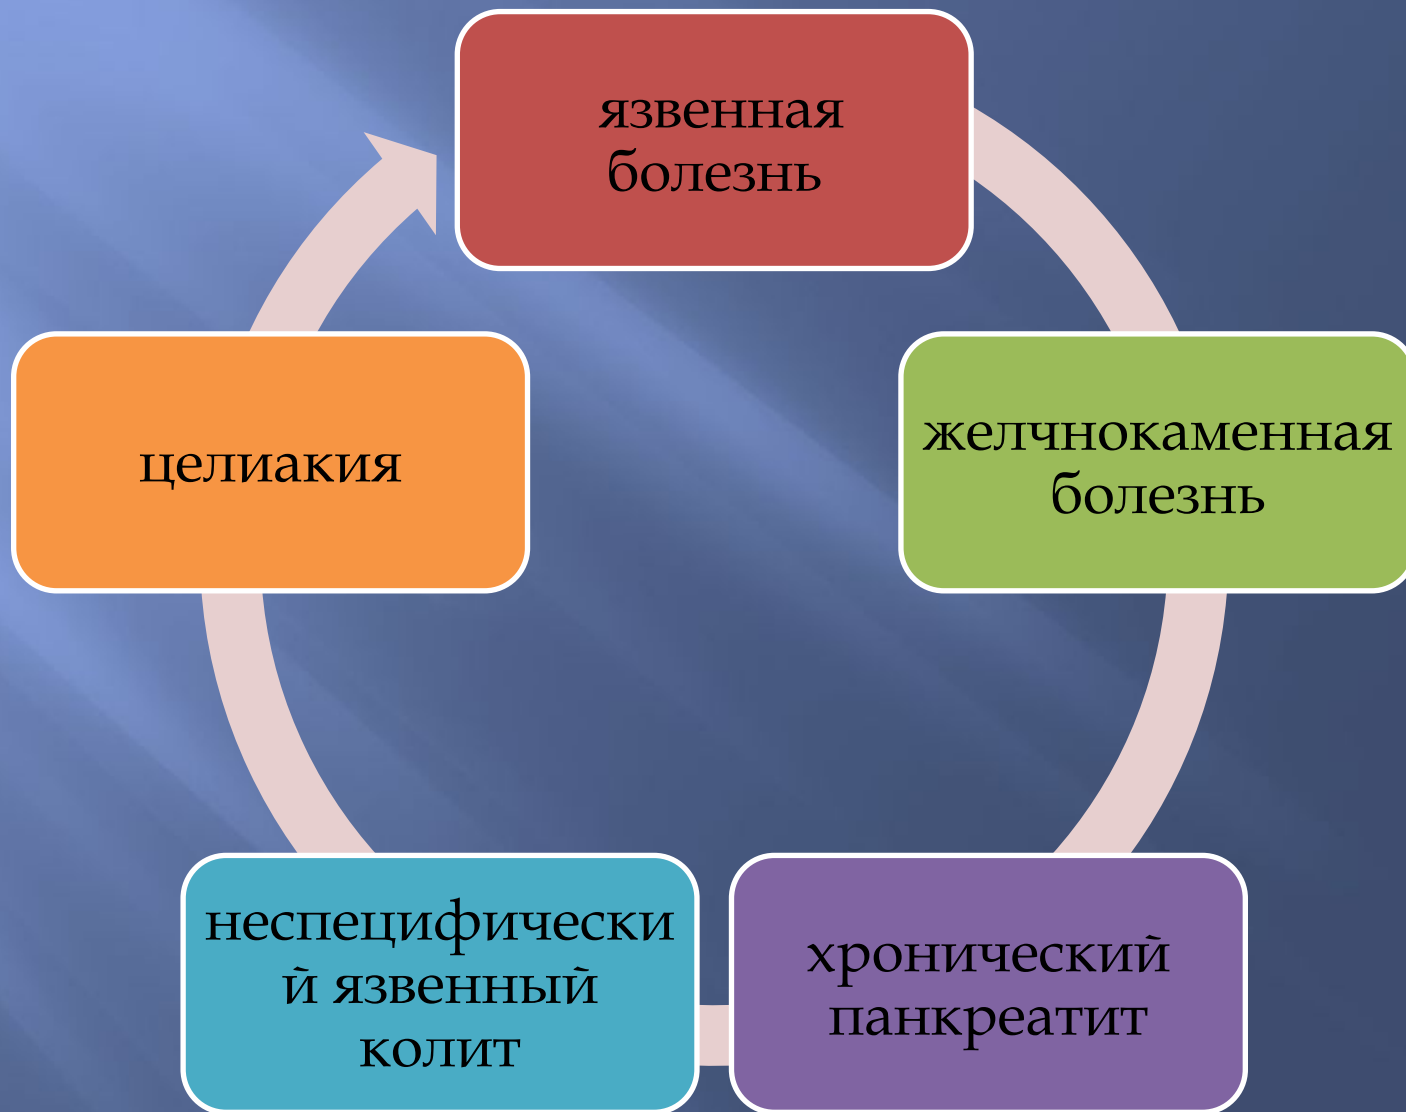 язвенная
болезнь
желчнокаменная
болезнь
хронический
панкреатит
неспецифически
й язвенный
колит
целиакия